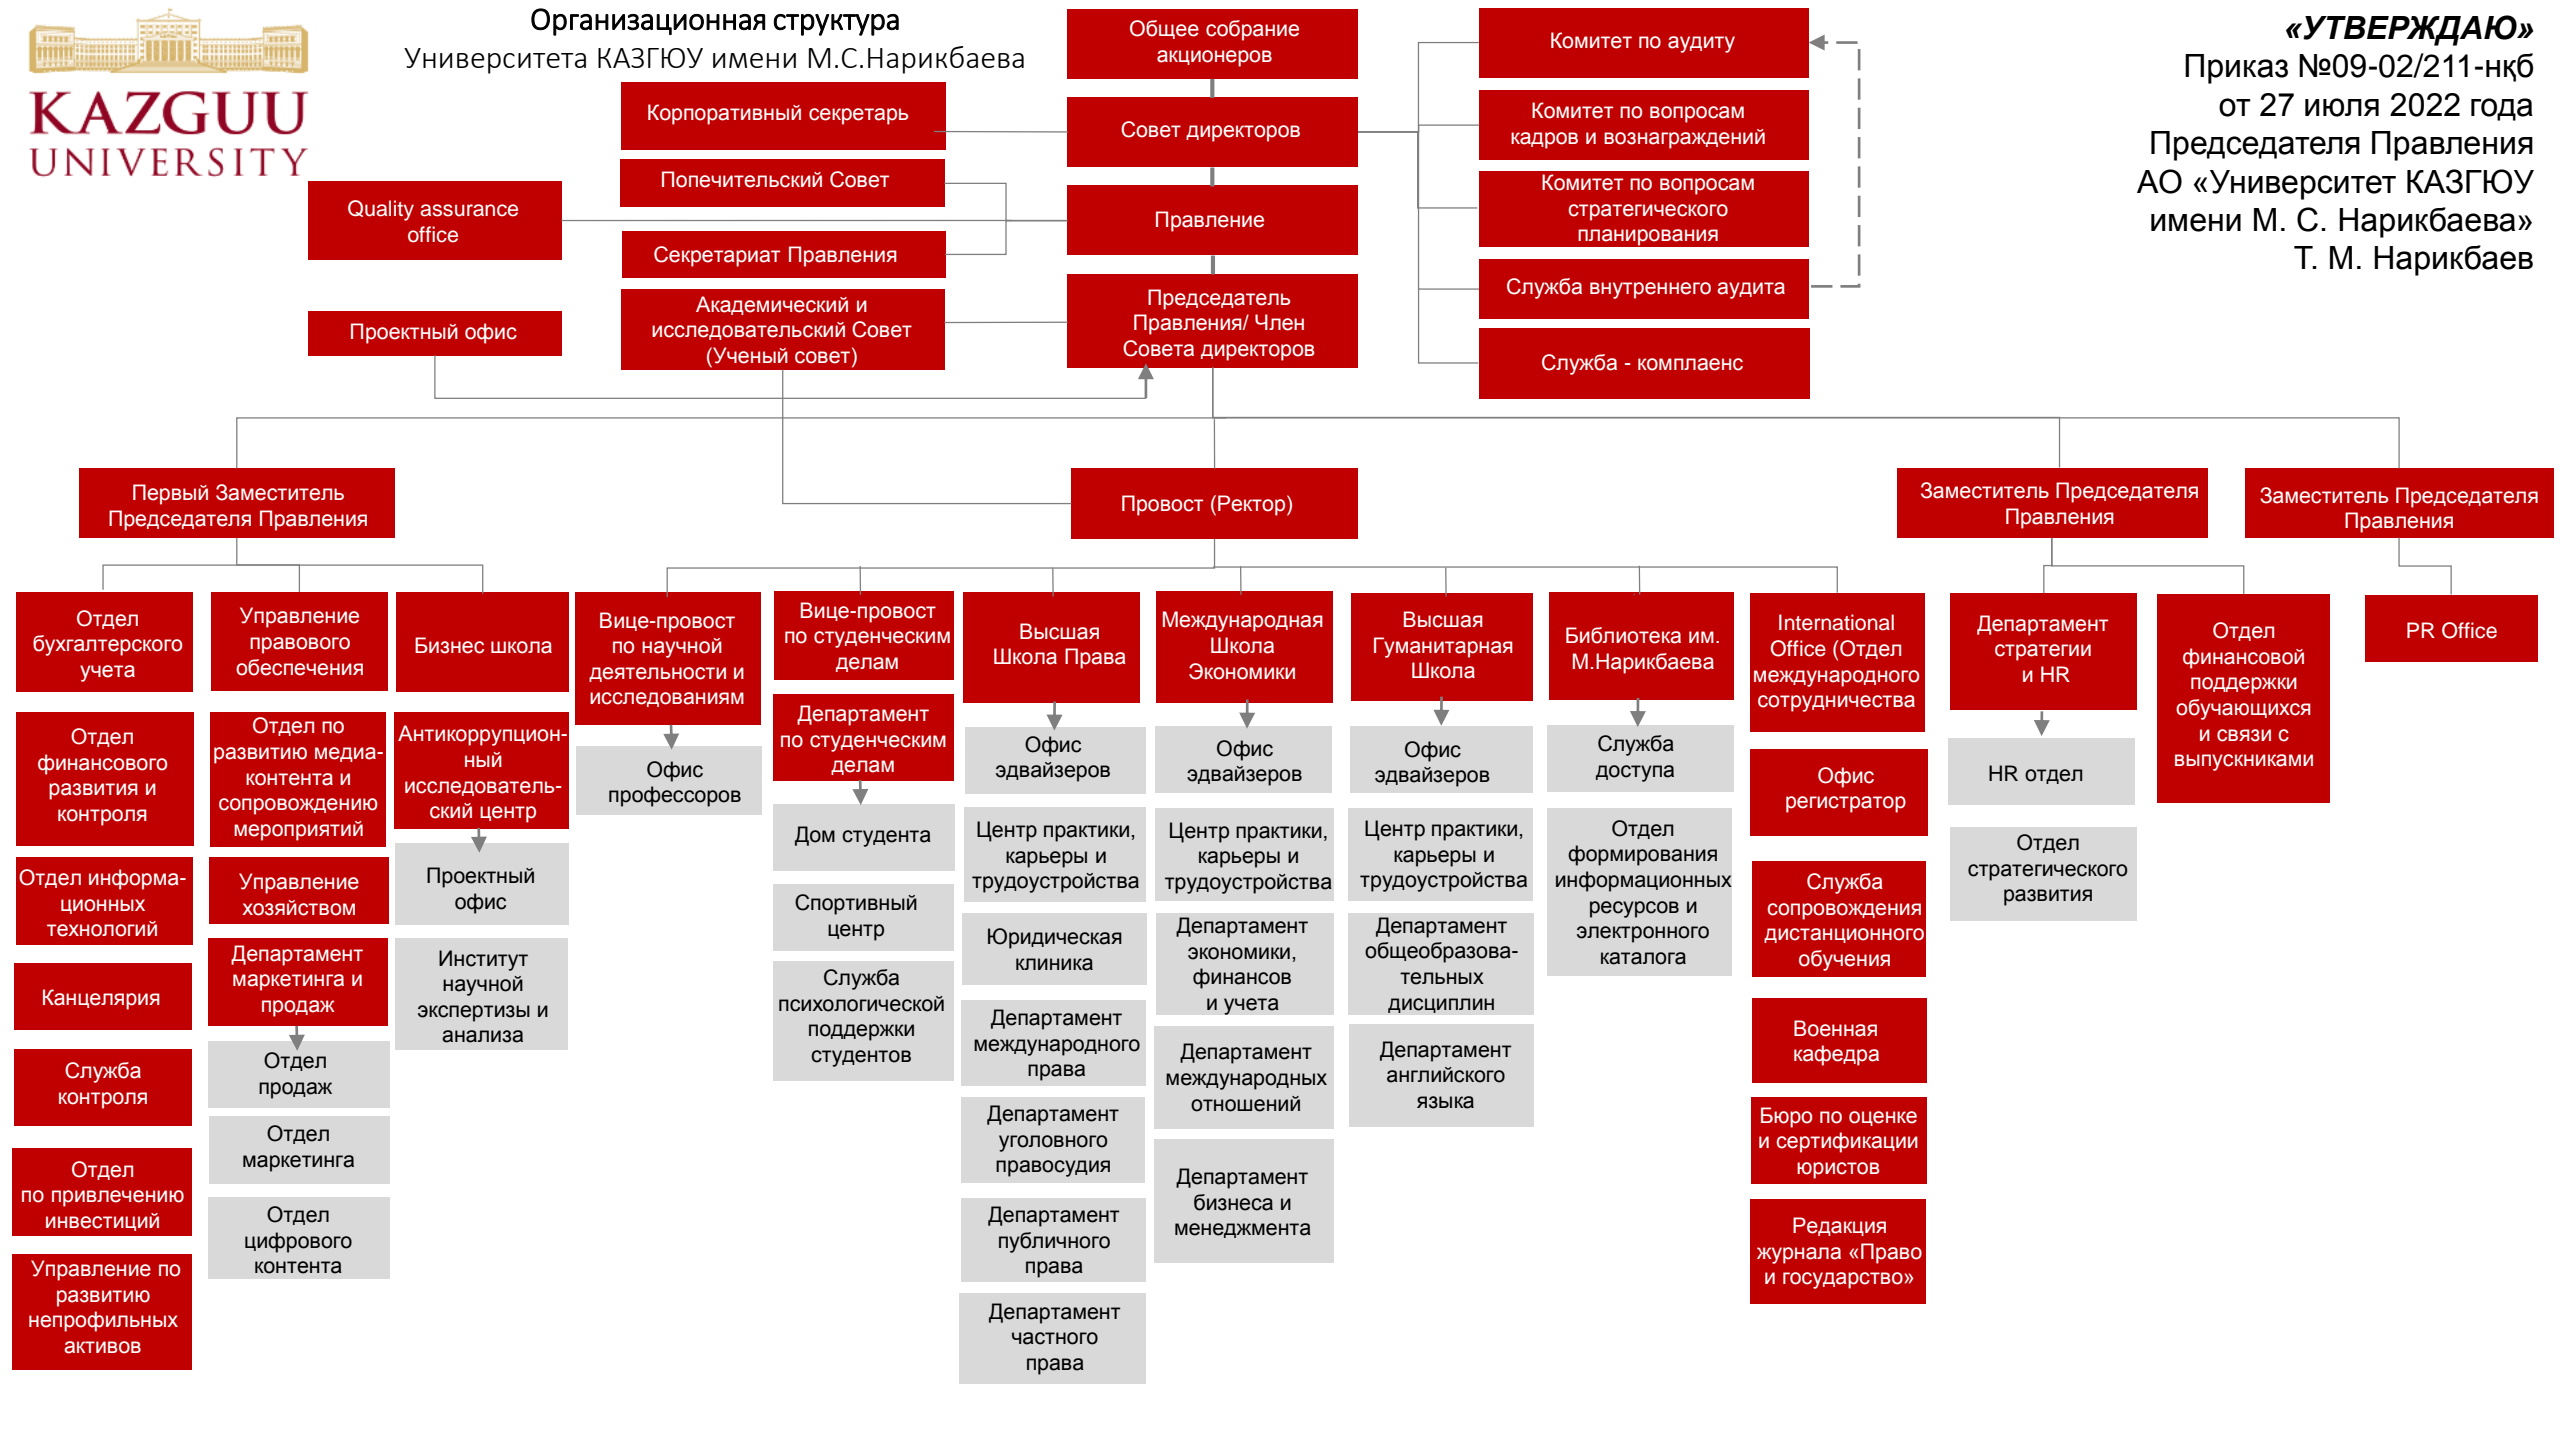 KAZGUU
UNIVERSITY
Организационная структура
Университета КАЗГЮУ имени М.С.Нарикбаева
«УТВЕРЖДАЮ»
Приказ №09-02/211-нқб
от 27 июля 2022 года
Председателя Правления
АО «Университет КАЗГЮУ
имени М. С. Нарикбаева»
Т. М. Нарикбаев
Общее собрание
акционеров
Корпоративный секретарь
Совет директоров
Попечительский Совет
Quality assurance
office
Правление
Секретариат Правления
Проектный офис
Академический и
исследовательский Совет
(Ученый совет)
Председатель
Правления/ Член
Совета директоров
Комитет по аудиту
Комитет по вопросам
кадров и вознаграждений
Комитет по вопросам
стратегического
планирования
Служба внутреннего аудита
Служба - комплаенс
Первый Заместитель
Председателя Правления
Провост (Ректор)
Заместитель Председателя
Правления
Заместитель Председателя
Правления
Отдел
бухгалтерского
учета
Отдел
финансового
развития и
контроля
Отдел информа-
ционных
технологий
Канцелярия
Служба
контроля
Отдел
по привлечению
инвестиций
Управление по
развитию
непрофильных
активов
Управление
правового
обеспечения
Отдел по
развитию медиа-
контента и
сопровождению
мероприятий
Управление
хозяйством
Департамент
маркетинга и
продаж
Отдел
продаж
Отдел
маркетинга
Отдел
цифрового
контента
Бизнес школа
Антикоррупцион-
ный
исследователь-
ский центр
Проектный
офис
Институт
научной
экспертизы и
анализа
Вице-провост
по научной
деятельности и
исследованиям
Офис
профессоров
Вице-провост
по студенческим
делам
Департамент
по студенческим
делам
Дом студента
Спортивный
центр
Служба
психологической
поддержки
студентов
Высшая
Школа Права
Офис
эдвайзеров
Центр практики,
карьеры и
трудоустройства
Юридическая
клиника
Департамент
международного
права
Департамент
уголовного
правосудия
Департамент
публичного
права
Департамент
частного
права
Международная
Школа
Экономики
Офис
эдвайзеров
Центр практики,
карьеры и
трудоустройства
Департамент
экономики,
финансов
и учета
Департамент
международных
отношений
Департамент
бизнеса и
менеджмента
Высшая
Гуманитарная
Школа
Офис
эдвайзеров
Центр практики,
карьеры и
трудоустройства
Департамент
общеобразова-
тельных
дисциплин
Департамент
английского
языка
Библиотека им.
М.Нарикбаева
Служба
доступа
Отдел
формирования
информационных
ресурсов и
электронного
каталога
International
Office (Отдел
международного
сотрудничества
Офис
регистратор
Служба
сопровождения
дистанционного
обучения
Военная
кафедра
Бюро по оценке
и сертификации
юристов
Редакция
журнала «Право
и государство»
Департамент
стратегии
и HR
HR отдел
Отдел
стратегического
развития
Отдел
финансовой
поддержки
обучающихся
и связи с
выпускниками
PR Office